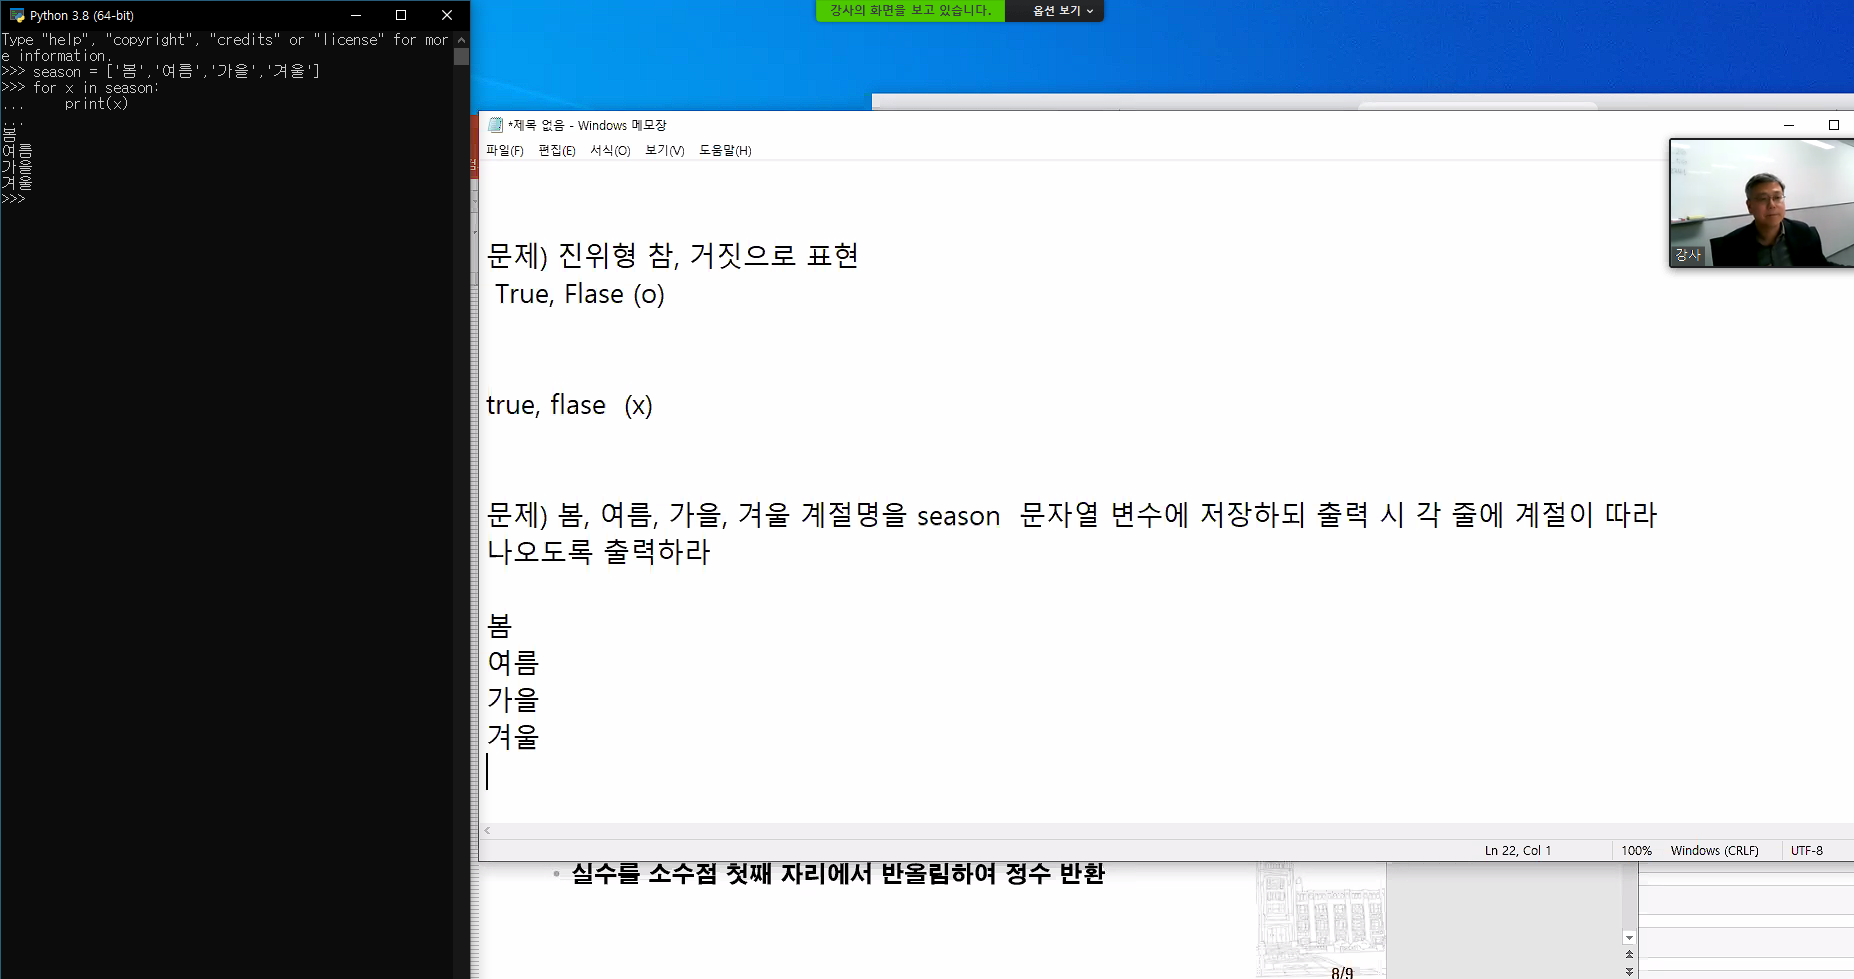 Python 3.8 (64-bit)
Type "help", "copyright", "credits" or "license" for mor
e information.
>>> season = ['봄','여름','가을','겨울']
>>> for x in season:
...     print(x)
...
봄
여름
가을
겨울
>>>
강사의 화면을 보고 있습니다.
옵션 보기
*제목 없음 - Windows 메모장
파일(F) 편집(E) 서식(O) 보기(V) 도움말(H)
강사
문제) 진위형 참, 거짓으로 표현
True, Flase (o)
true, flase (x)
문제) 봄, 여름, 가을, 겨울 계절명을 season 문자열 변수에 저장하되 출력 시 각 줄에 계절이 따라
나오도록 출력하라
봄
여름
가을
겨울
Ln 22, Col 1 100% Windows (CRLF) UTF-8
• 실수를 소수점 첫째 자리에서 반올림하여 정수 반환
8/9